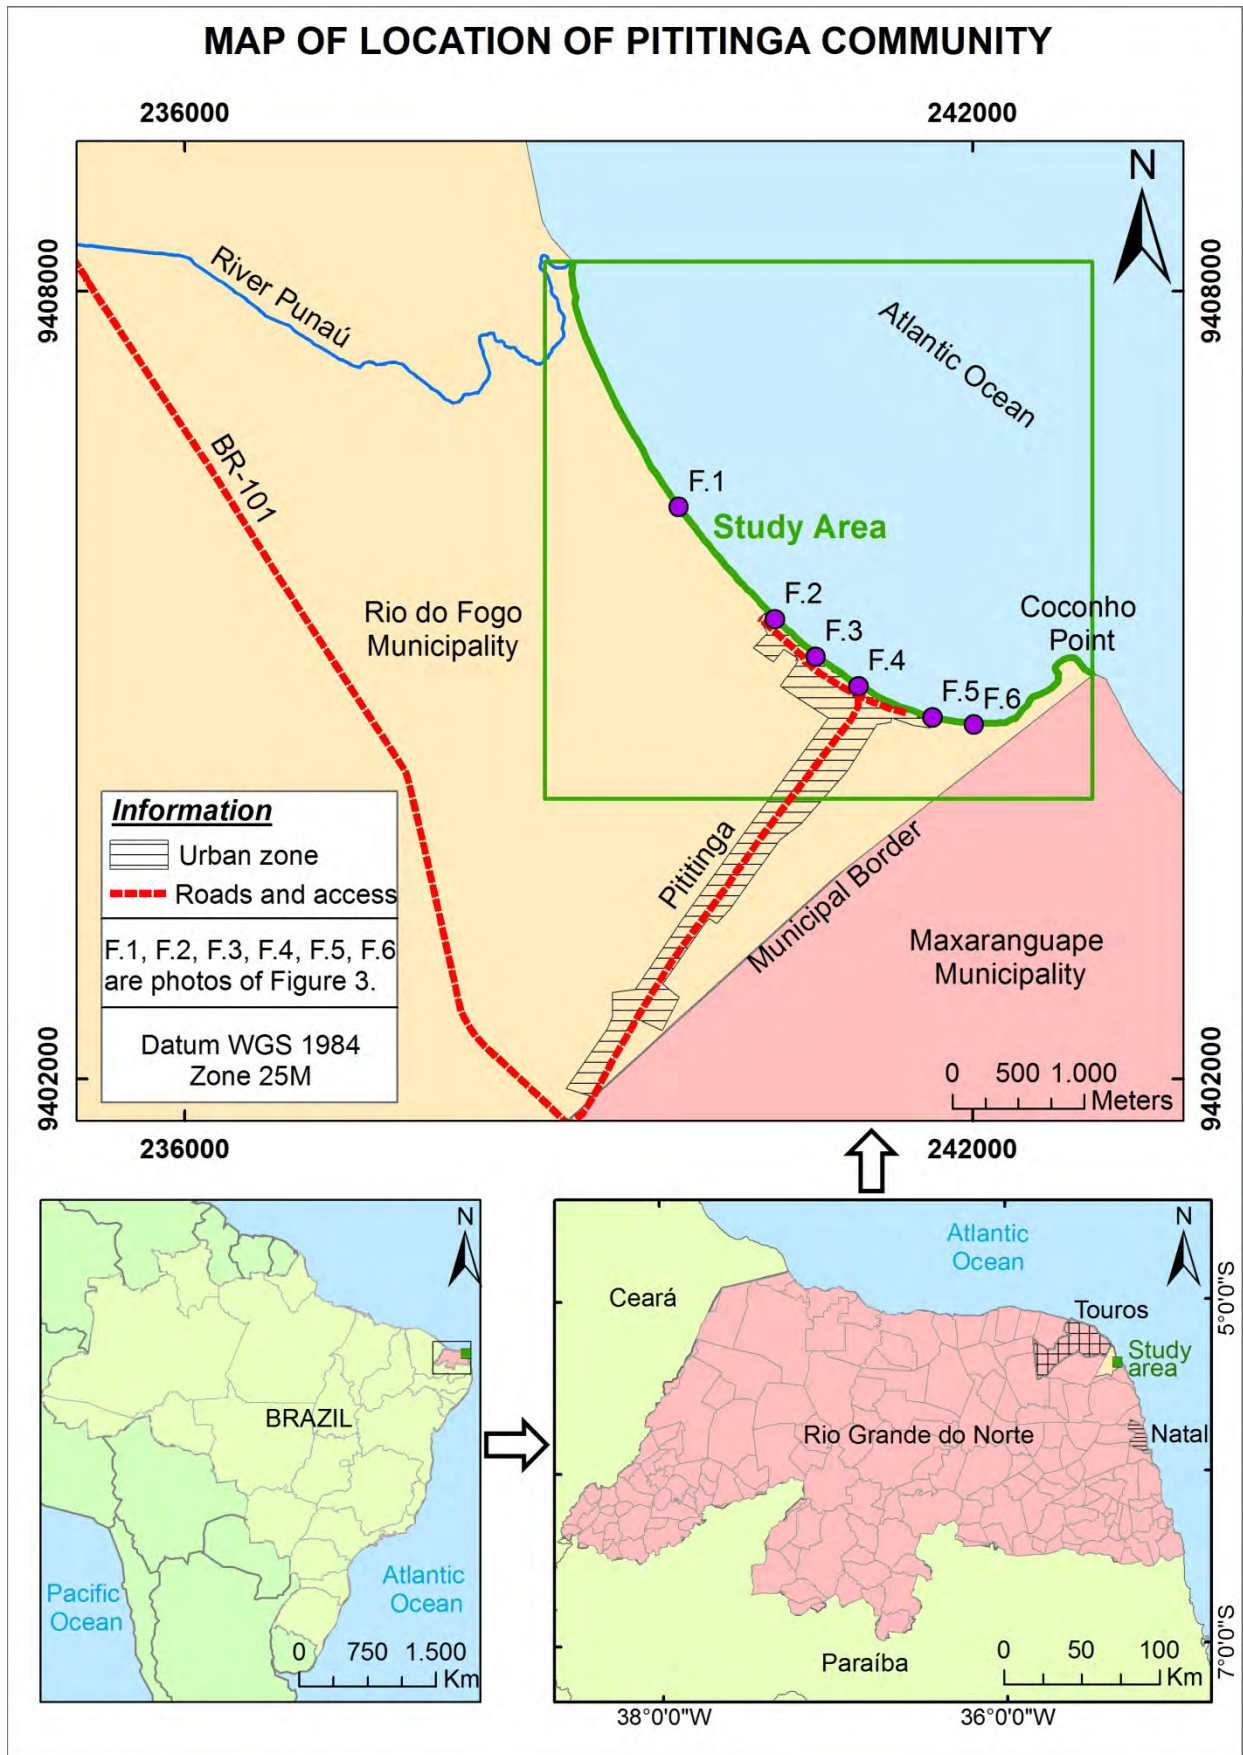 MAP OF LOCATION OF PITITINGA COMMUNITY
236000
242000
N
9408000
9408000
River Punaú
Atlantic Ocean
BR-101
F.1
Study Area
F.2
Rio do Fogo
Municipality
F.3
Coconho
Point
F.4
F.5
F.6
Information
Urban zone
Roads and access
F.1, F.2, F.3, F.4, F.5, F.6
are photos of Figure 3.
Datum WGS 1984
Zone 25M
Pititinga
Municipal Border
Maxaranguape
Municipality
0 500 1.000
Meters
9402000
9402000
236000
242000
N
BRAZIL
Pacific
Ocean
Atlantic
Ocean
0 750 1.500
Km
N
Atlantic
Ocean
Ceará
Touros
Study
area
Rio Grande do Norte
Natal
Paraíba
0 50 100
Km
5°0'0"S
7°0'0"S
38°0'0"W
36°0'0"W